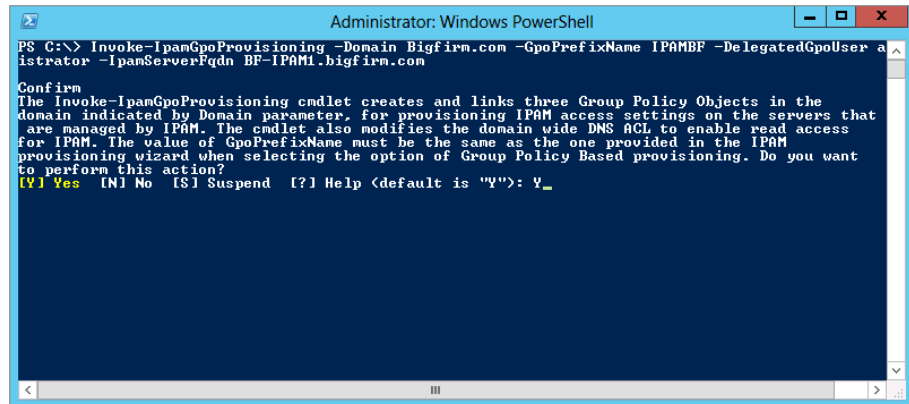 Administrator: Windows PowerShell
PS C:\> Invoke-IpamGpoProvisioning -Domain Bigfirm.com -GpoPrefixName IPAMBF -DelegatedGpoUser a
istrator -IpamServerFqdn BF-IPAM1.bigfirm.com
Confirm
The Invoke-IpamGpoProvisioning cmdlet creates and links three Group Policy Objects in the
domain indicated by Domain parameter, for provisioning IPAM access settings on the servers that
are managed by IPAM. The cmdlet also modifies the domain wide DNS ACL to enable read access
for IPAM. The value of GpoPrefixName must be the same as the one provided in the IPAM
provisioning wizard when selecting the option of Group Policy Based provisioning. Do you want
to perform this action?
[Y] Yes  [N] No  [S] Suspend  [?] Help (default is "Y"): Y_